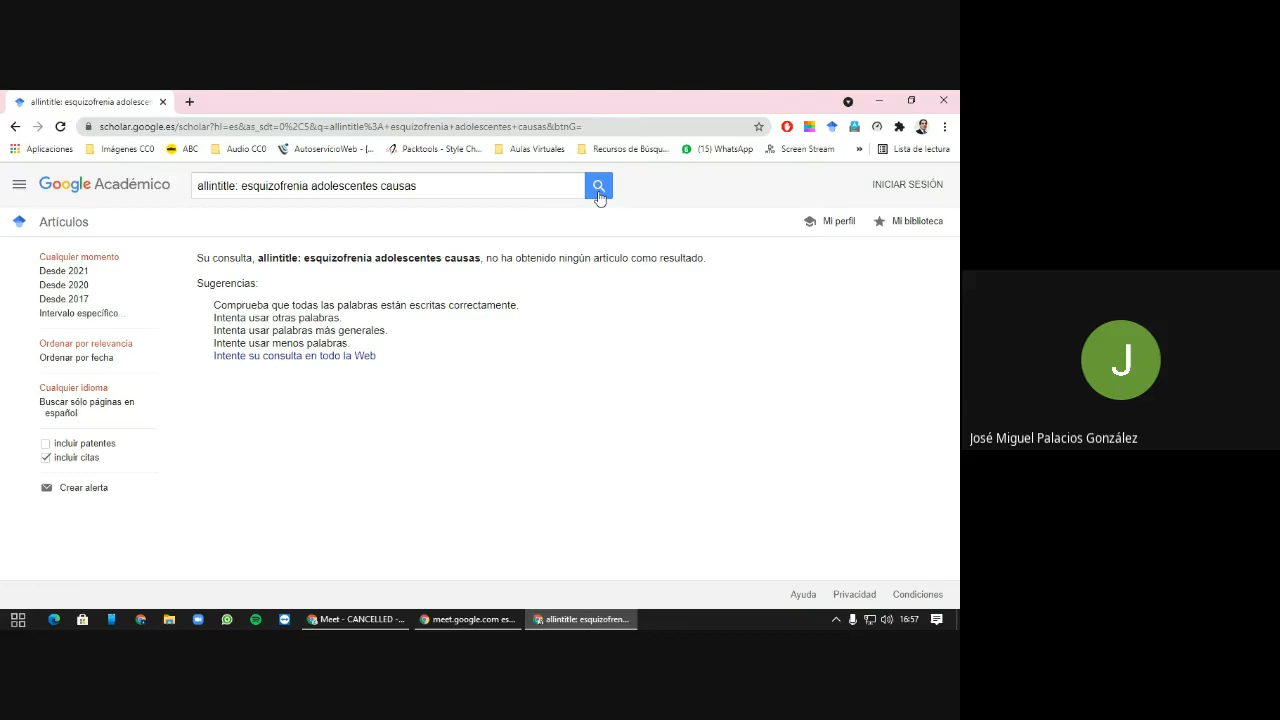 allintitle: esquizofrenia adolescen
scholar.google.es/scholar?hl=es&as_sdt=0%2C5&q=allintitle%3A+esquizofrenia+adolescentes+causas&btnG=
Aplicaciones
Imágenes CC0
ABC
Audio CC0
AutoservicioWeb - [...
Packtools - Style Ch...
Aulas Virtuales
Recursos de Búsqu...
(15) WhatsApp
Screen Stream
»
Lista de lectura
Google Académico
allintitle: esquizofrenia adolescentes causas
INICIAR SESIÓN
Artículos
Mi perfil
Mi biblioteca
Cualquier momento
Desde 2021
Desde 2020
Desde 2017
Intervalo específico...
Ordenar por relevancia
Ordenar por fecha
Cualquier idioma
Buscar sólo páginas en
español
incluir patentes
incluir citas
Crear alerta
Su consulta, allintitle: esquizofrenia adolescentes causas, no ha obtenido ningún artículo como resultado.
Sugerencias:
Comprueba que todas las palabras están escritas correctamente.
Intenta usar otras palabras.
Intenta usar palabras más generales.
Intente usar menos palabras.
Intente su consulta en todo la Web
J
José Miguel Palacios González
Ayuda
Privacidad
Condiciones
Meet - CANCELLED -...
meet.google.com es...
allintitle: esquizofren...
16:57